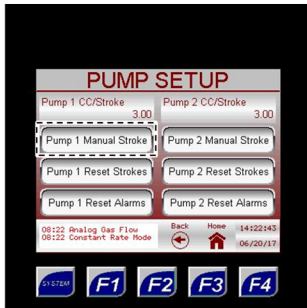 PUMP SETUP
Pump 1 CC/Stroke Pump 2 CC/Stroke
3.00 3.00
Pump 1 Manual Stroke Pump 2 Manual Stroke
Pump 1 Reset Strokes Pump 2 Reset Strokes
Pump 1 Reset Alarms Pump 2 Reset Alarms
08:22 Analog Gas Flow Back Home 14:22:43
08:22 Constant Rate Mode 06/20/17
SYSTEM F1 F2 F3 F4